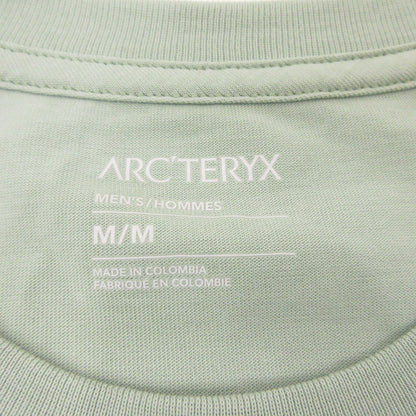 ARC'TERYX
MEN'S/HOMMES
M/M
MADE IN COLOMBIA
FABRIQUÉ EN COLOMBIE